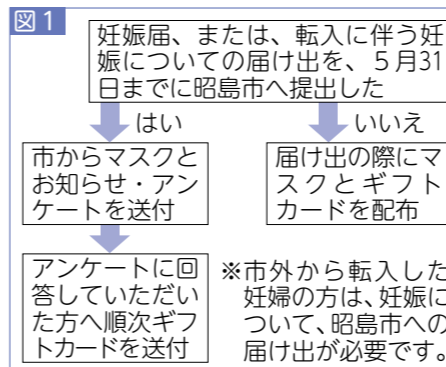 図1
妊娠届、または、転入に伴う妊
娠についての届け出を、５月31
日までに昭島市へ提出した
はい
いいえ
市からマスクと
お知らせ・アン
ケートを送付
届け出の際にマ
スクとギフト
カードを配布
アンケートに回
答していただい
た方へ順次ギフ
トカードを送付
※市外から転入した
妊婦の方は、妊娠に
ついて、昭島市への
届け出が必要です。